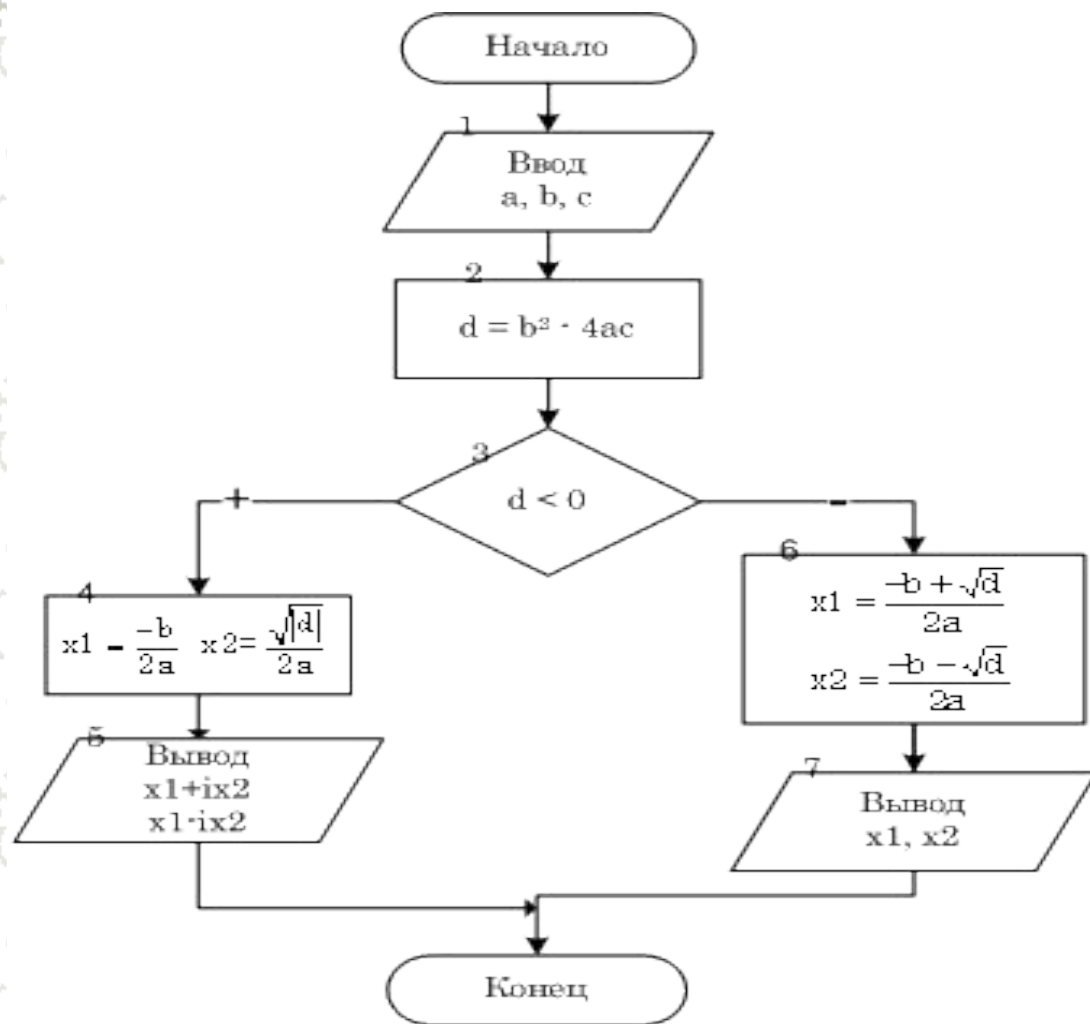 Начало
1
Ввод
a, b, c
2
d = b² - 4ac
3
d < 0
+
-
4
x1 = -b/2a x2= √|d|/2a
5
Вывод
x1+ix2
x1-ix2
6
x1 = -b + √d/2a
x2 = -b - √d/2a
7
Вывод
x1, x2
Конец